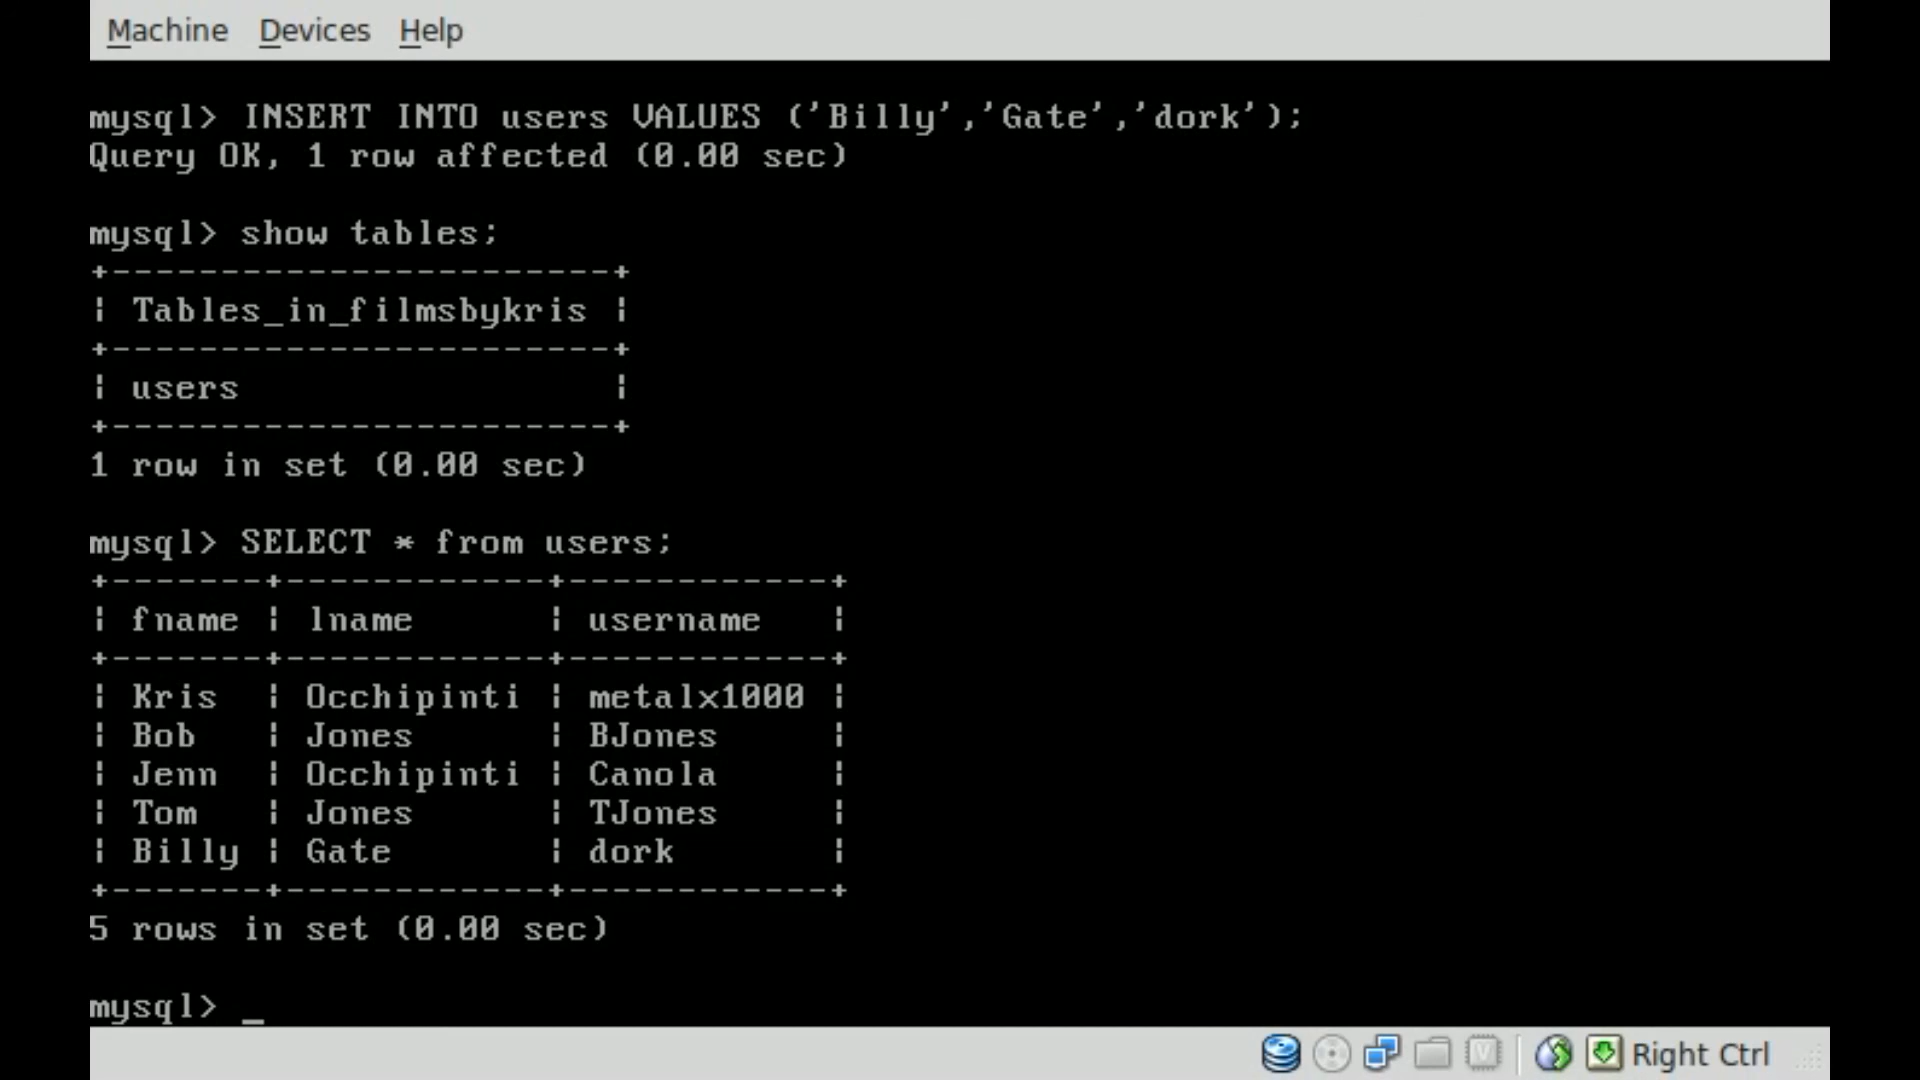 Machine Devices Help
mysql> INSERT INTO users VALUES ('Billy','Gate','dork');
Query OK, 1 row affected (0.00 sec)
mysql> show tables;
+-----------------------+
| Tables_in_filmsbykris |
+-----------------------+
| users                 |
+-----------------------+
1 row in set (0.00 sec)
mysql> SELECT * from users;
+-------+------------+------------+
| fname | lname      | username   |
+-------+------------+------------+
| Kris  | Occhipinti | metalx1000 |
| Bob   | Jones      | BJones     |
| Jenn  | Occhipinti | Canola     |
| Tom   | Jones      | TJones     |
| Billy | Gate       | dork       |
+-------+------------+------------+
5 rows in set (0.00 sec)
mysql> _
Right Ctrl